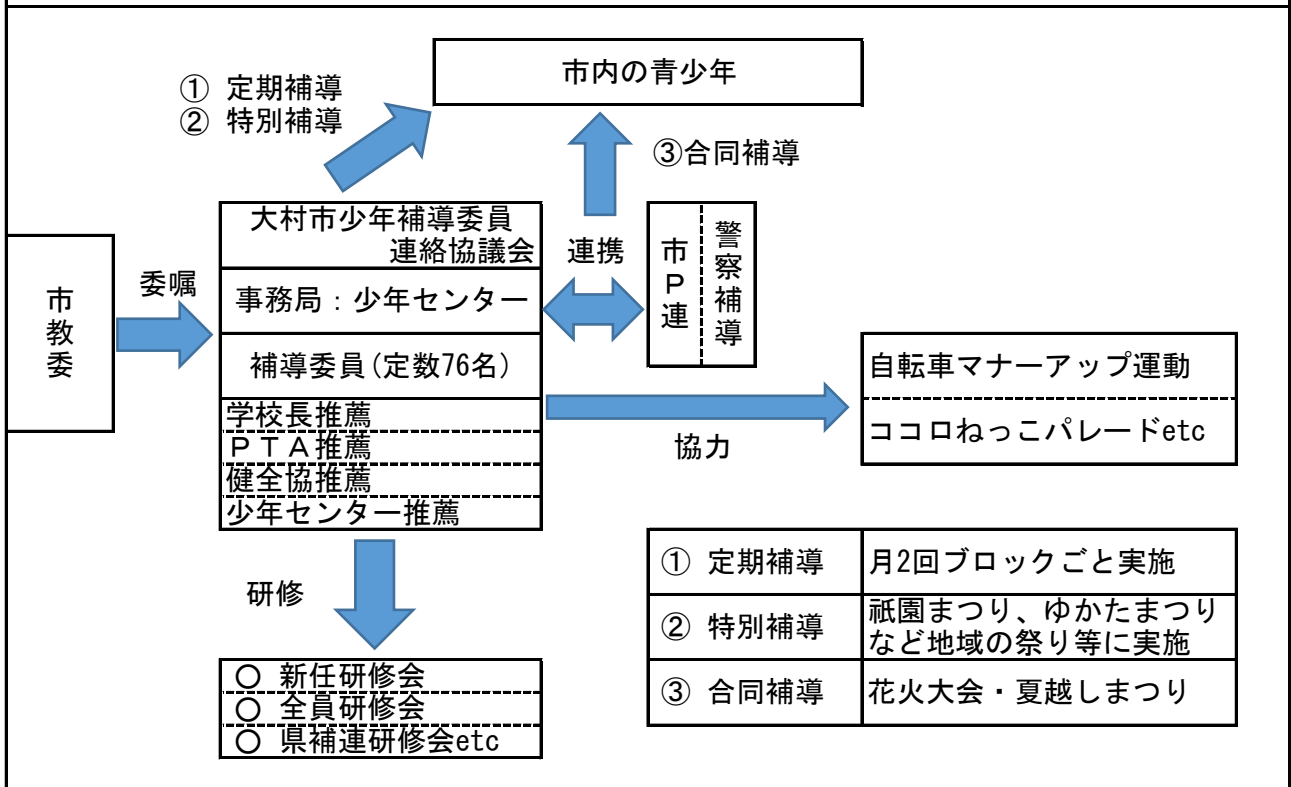 市内の青少年
① 定期補導
② 特別補導
③合同補導
大村市少年補導委員
連絡協議会
事務局：少年センター
補導委員(定数76名)
学校長推薦
ＰＴＡ推薦
健全協推薦
少年センター推薦
市教委
委嘱
連携
市Ｐ連
警察補導
協力
自転車マナーアップ運動
ココロねっこパレードetc
研修
○ 新任研修会
○ 全員研修会
○ 県補連研修会etc
① 定期補導
月2回ブロックごと実施
② 特別補導
祇園まつり、ゆかたまつり
など地域の祭り等に実施
③ 合同補導
花火大会・夏越しまつり